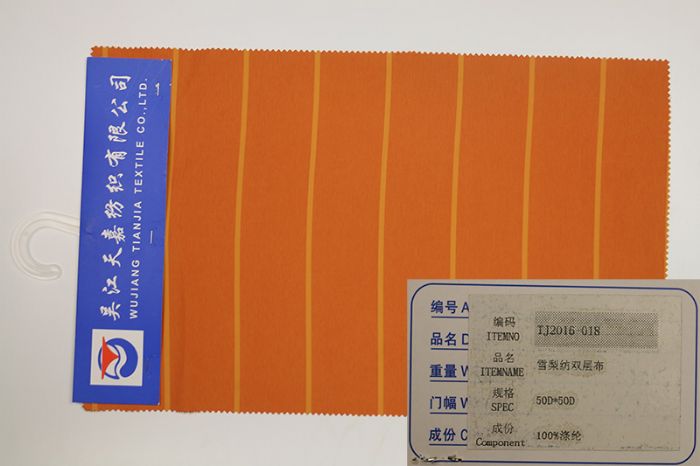 吴江天嘉纺织有限公司
WUJIANG TIANJIA TEXTILE CO.,LTD.
编号 A
品名 D
重量 W
门幅 W
成份 C
编码
ITEMNO
TJ2016-018
品名
ITEMNAME
雪梨纺双层布
规格
SPEC
50D*50D
成份
Component
100%涤纶